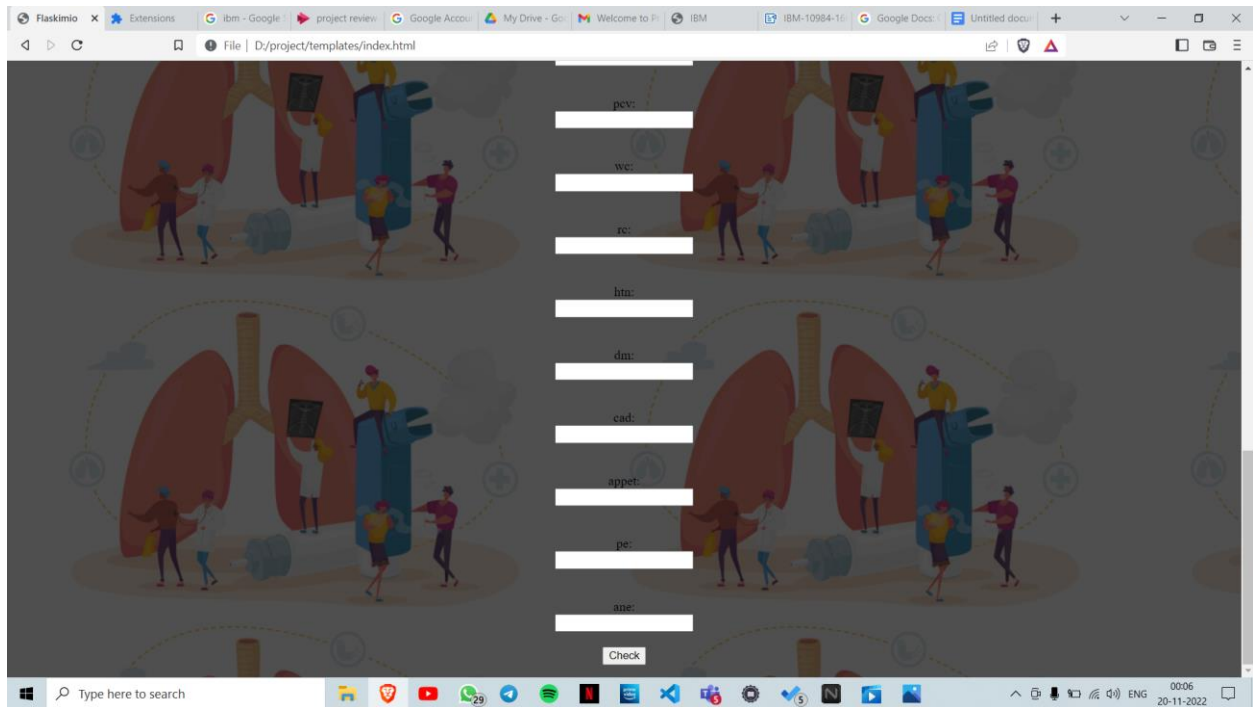 Flaskimio
Extensions
ibm - Google
project review
Google Accou
My Drive - Go
Welcome to P
IBM
IBM-10984-16
Google Docs:
Untitled docu
File | D:/project/templates/index.html
pcv:
wc:
rc:
htn:
dm:
cad:
appet:
pe:
ane:
Check
Type here to search
29
5
5
ENG
00:06
20-11-2022